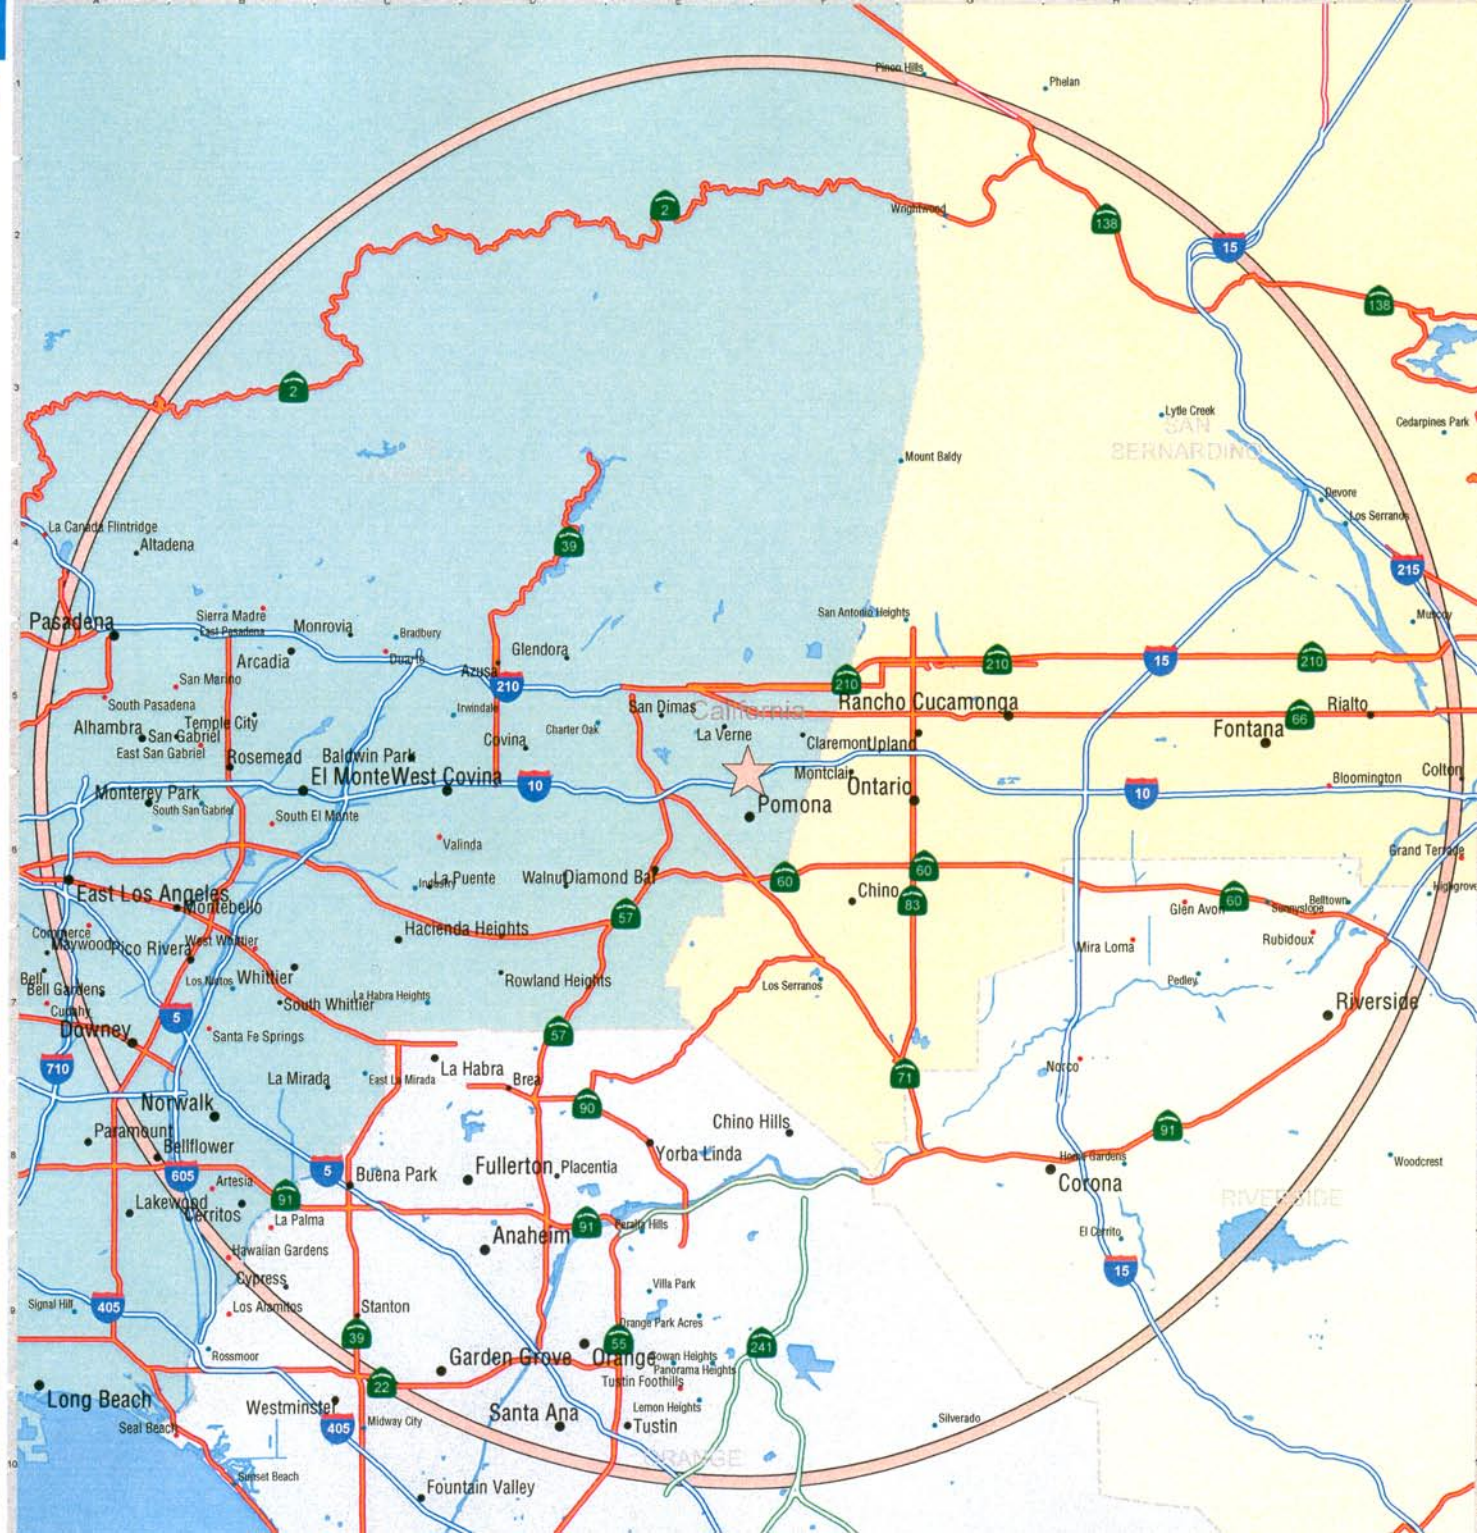 Pinon Hills
Phelan
2
Wrightwood
138
15
138
2
Lytle Creek
SAN
BERNARDINO
Cedarpines Park
Mount Baldy
Devore
Los Serranos
La Canada Flintridge
Altadena
39
215
San Antonio Heights
Sierra Madre
Pasadena
East Pasadena
Monrovia
Bradbury
Muscoy
Glendora
Arcadia
Duarte
Azusa
210
15
210
San Marino
210
210
South Pasadena
Irwindale
San Dimas
California
Rancho Cucamonga
Rialto
66
Alhambra
San Gabriel
Temple City
Charter Oak
La Verne
Fontana
East San Gabriel
Covina
Claremont
Upland
Rosemead
Baldwin Park
El Monte
West Covina
Montclair
Ontario
Bloomington
Colton
10
10
Monterey Park
South San Gabriel
South El Monte
Pomona
Valinda
Grand Terrace
Industry
La Puente
Walnut
Diamond Bar
60
60
Chino
East Los Angeles
Montebello
83
60
Highgrove
Glen Avon
Sunnyslope
Belltown
57
Commerce
Hacienda Heights
Maywood
Pico Rivera
West Whittier
Mira Loma
Rubidoux
Bell
Los Nietos
Whittier
Rowland Heights
Los Serranos
Pedley
Bell Gardens
South Whittier
La Habra Heights
Riverside
Cudahy
5
Downey
Santa Fe Springs
57
710
La Habra
Norco
La Mirada
East La Mirada
Brea
71
Norwalk
90
Chino Hills
91
Paramount
Bellflower
Yorba Linda
605
5
Buena Park
Fullerton
Placentia
Home Gardens
Woodcrest
Corona
Artesia
91
Lakewood
Cerritos
RIVERSIDE
La Palma
91
Peralta Hills
Anaheim
El Cerrito
Hawaiian Gardens
15
Cypress
Villa Park
Signal Hill
405
Los Alamitos
Stanton
Orange Park Acres
39
55
241
Rossmoor
Garden Grove
Orange
Cowan Heights
Panorama Heights
22
Tustin Foothills
Long Beach
Westminster
Lemon Heights
Seal Beach
405
Midway City
Santa Ana
Tustin
Silverado
ORANGE
Sunset Beach
Fountain Valley